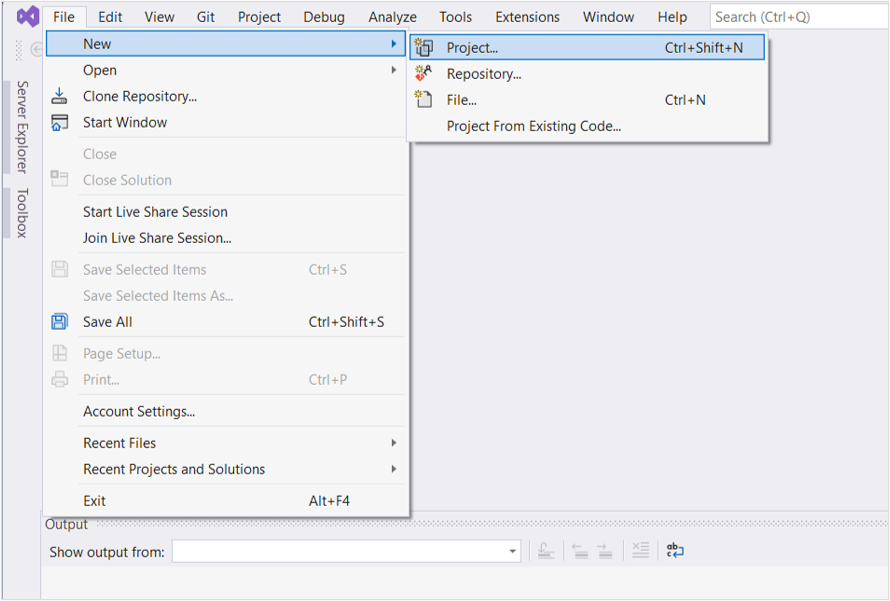 File Edit View Git Project Debug Analyze Tools Extensions Window Help Search (Ctrl+Q)
New
Project... Ctrl+Shift+N
Repository...
File... Ctrl+N
Project From Existing Code...
Open
Clone Repository...
Start Window
Close
Close Solution
Start Live Share Session
Join Live Share Session...
Save Selected Items Ctrl+S
Save Selected Items As...
Save All Ctrl+Shift+S
Page Setup...
Print... Ctrl+P
Account Settings...
Recent Files
Recent Projects and Solutions
Exit Alt+F4
Server Explorer
Toolbox
Output
Show output from: